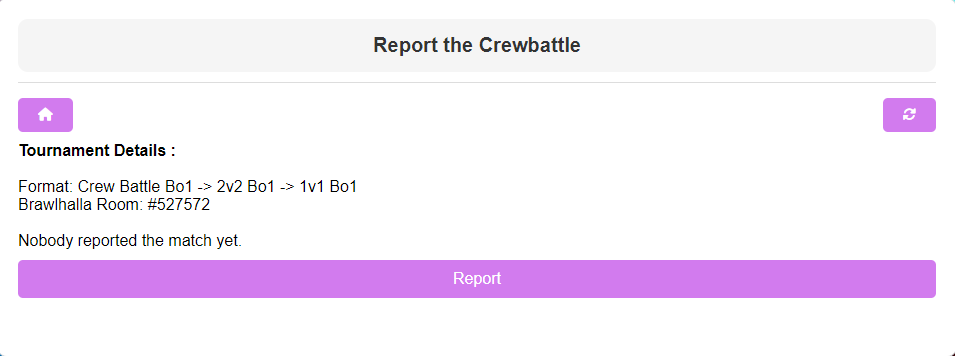 Report the Crewbattle
Tournament Details :
Format: Crew Battle Bo1 -> 2v2 Bo1 -> 1v1 Bo1
Brawlhalla Room: #527572
Nobody reported the match yet.
Report